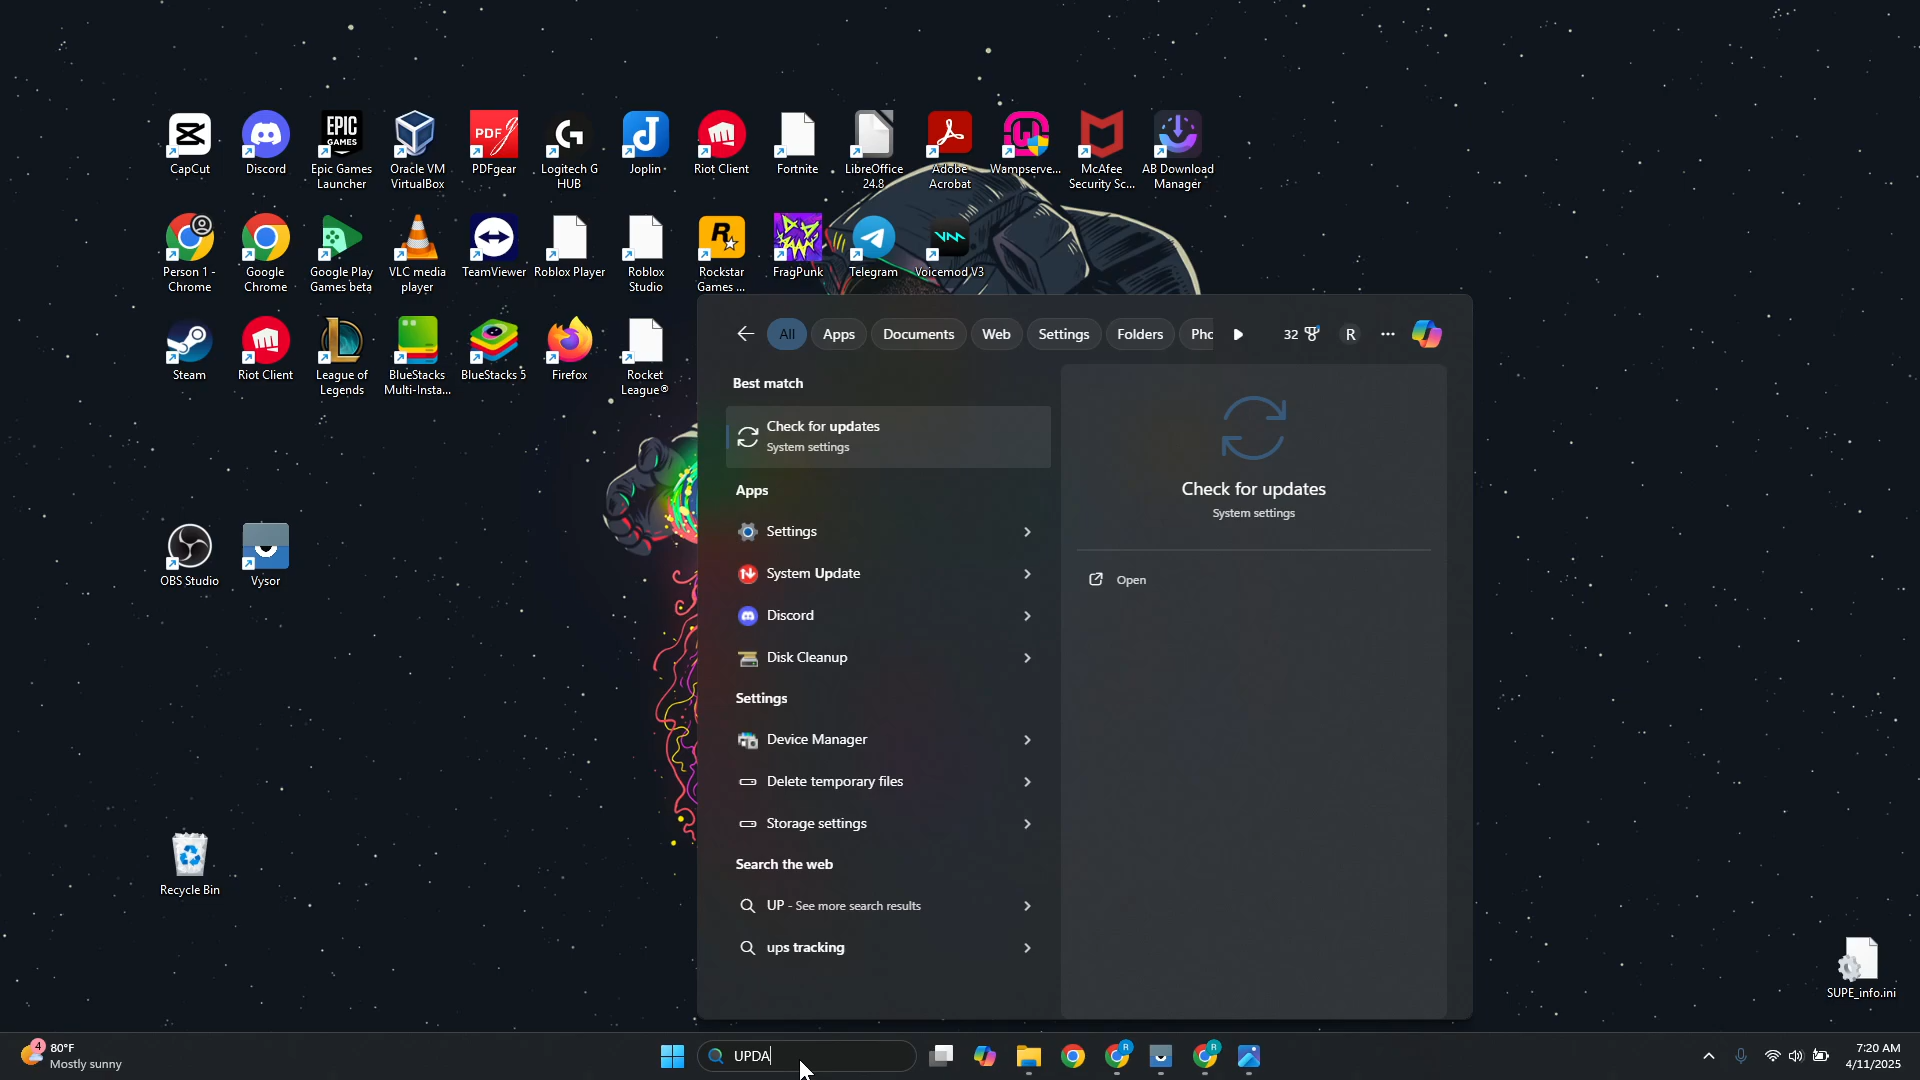 CapCut
Discord
Epic Games
Launcher
Oracle VM
VirtualBox
PDFgear
Logitech G
HUB
Joplin
Riot Client
Fortnite
LibreOffice
24.8
Adobe
Acrobat
Wampserve...
McAfee
Security Sc...
AB Download
Manager
Person 1 -
Chrome
Google
Chrome
Google Play
Games beta
VLC media
player
TeamViewer
Roblox Player
Roblox
Studio
Rockstar
Games ...
FragPunk
Telegram
Voicemod V3
Steam
Riot Client
League of
Legends
BlueStacks
Multi-Insta...
BlueStacks 5
Firefox
Rocket
League®
OBS Studio
Vysor
Recycle Bin
SUPE_info.ini
EPIC
GAMES
PDF
All
Apps
Documents
Web
Settings
Folders
Pho
32
R
Best match
Check for updates
System settings
Apps
Settings
System Update
Discord
Disk Cleanup
Settings
Device Manager
Delete temporary files
Storage settings
Search the web
UP - See more search results
ups tracking
Check for updates
System settings
Open
4
80°F
Mostly sunny
UPDA
R
R
7:20 AM
4/11/2025